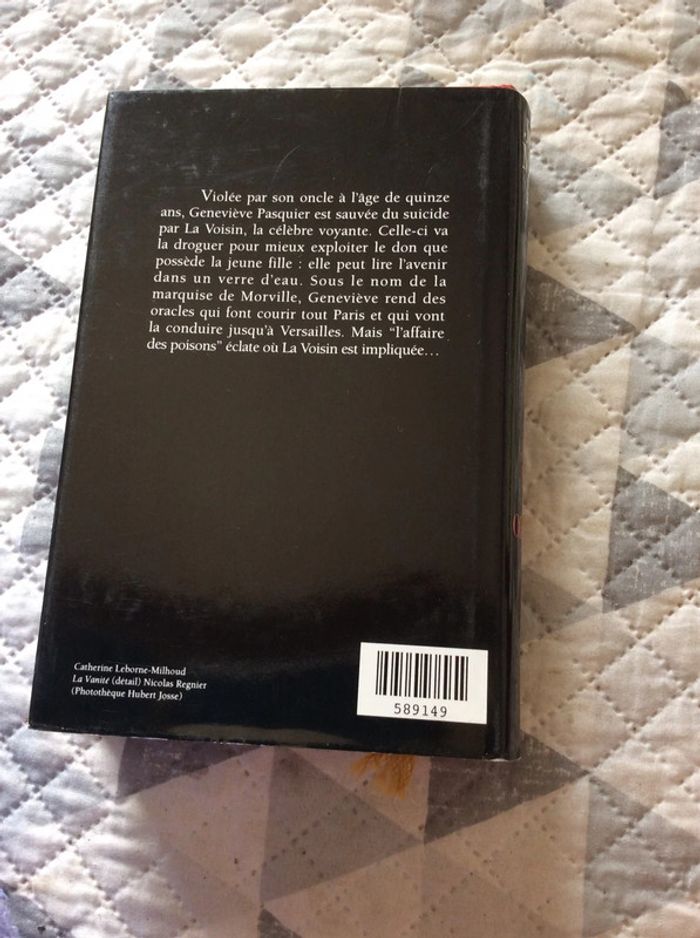 Violée par son oncle à l'âge de quinze
ans, Geneviève Pasquier est sauvée du suicide
par La Voisin, la célèbre voyante. Celle-ci va
la droguer pour mieux exploiter le don que
possède la jeune fille : elle peut lire l'avenir
dans un verre d'eau. Sous le nom de la
marquise de Morville, Geneviève rend des
oracles qui font courir tout Paris et qui vont
la conduire jusqu'à Versailles. Mais “l'affaire
des poisons” éclate où La Voisin est impliquée…
Catherine Leborne-Milhoud
La Vanité (détail) Nicolas Regnier
(Photothèque Hubert Josse)
589149